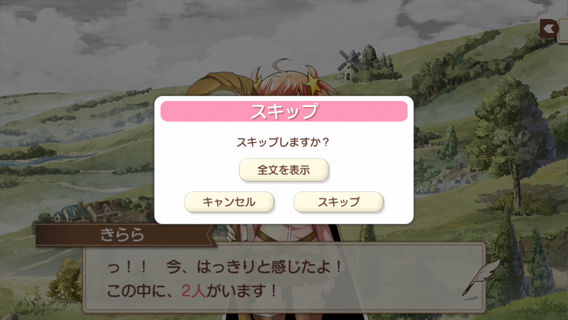 スキップ
スキップしますか？
全文を表示
キャンセル
スキップ
きらら
っ！！　今、はっきりと感じたよ！
この中に、2人がいます！